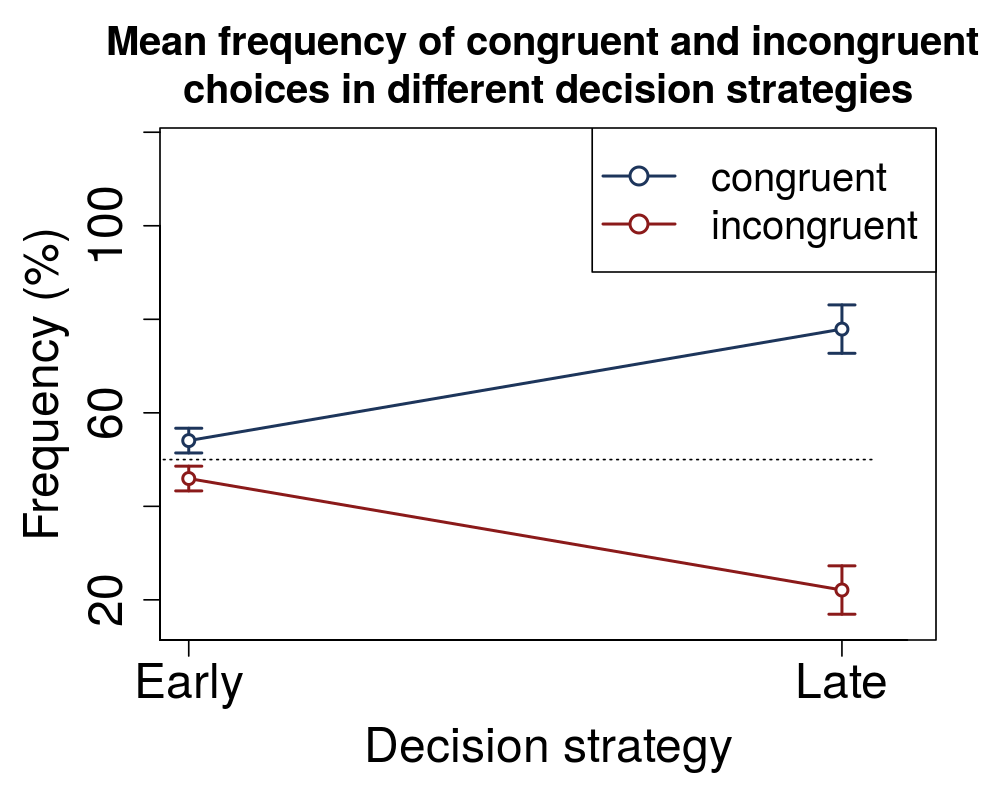 Mean frequency of congruent and incongruent
choices in different decision strategies
congruent
incongruent
Frequency (%)
100
60
20
Early
Late
Decision strategy